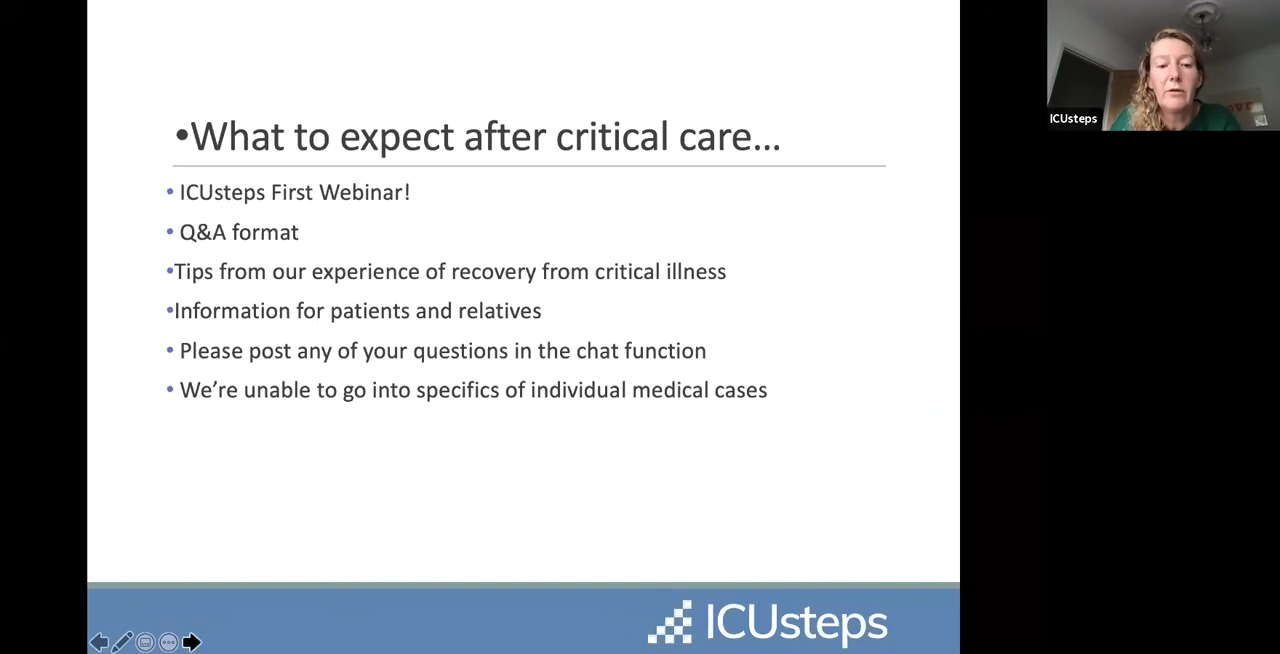 •What to expect after critical care...
• ICUsteps First Webinar!
• Q&A format
•Tips from our experience of recovery from critical illness
•Information for patients and relatives
• Please post any of your questions in the chat function
• We’re unable to go into specifics of individual medical cases
ICUsteps
ICUsteps